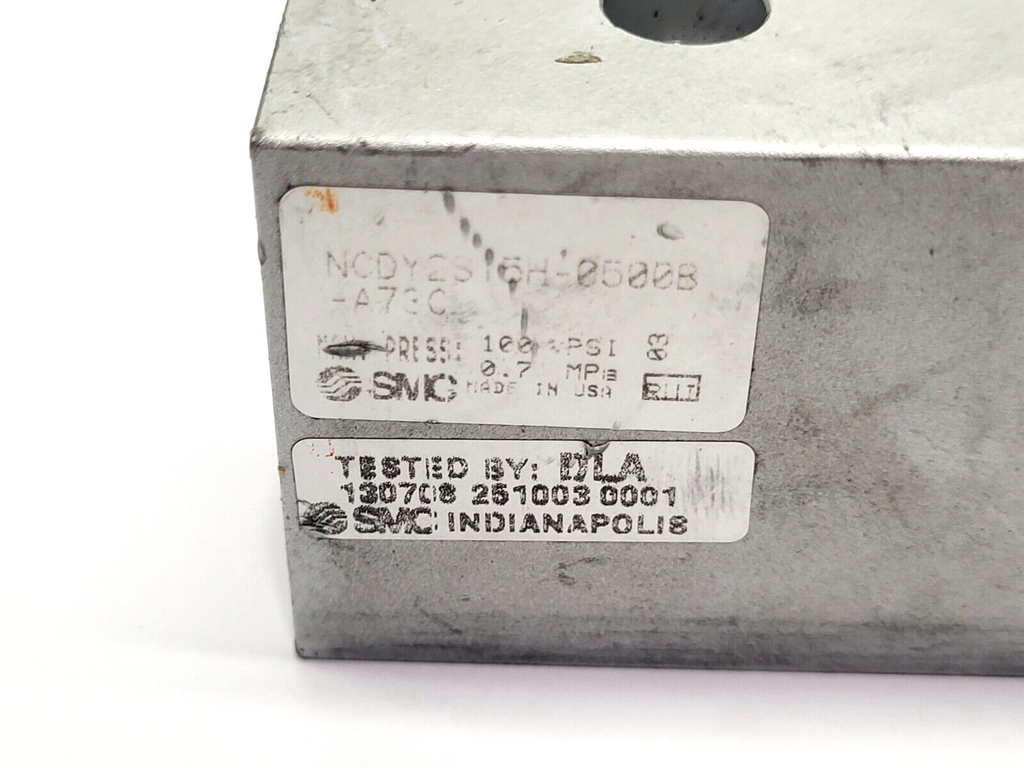 NCDY2S15H-0500B
-A73C
PRESS: 100 PSI
0.7 MPa
03
SMC MADE IN USA
TESTED BY: DLA
130708 251003 0001
SMC INDIANAPOLIS